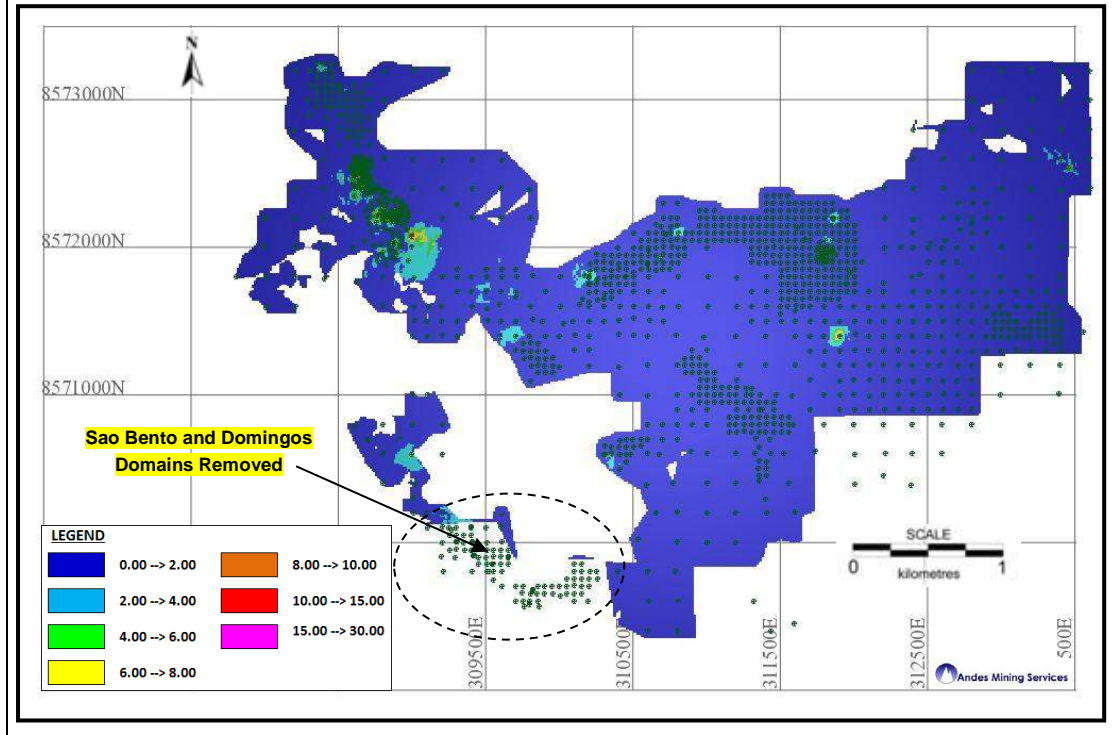 N
8573000N
8572000N
8571000N
Sao Bento and Domingos
Domains Removed
LEGEND
0.00 --> 2.00
2.00 --> 4.00
4.00 --> 6.00
6.00 --> 8.00
8.00 --> 10.00
10.00 --> 15.00
15.00 --> 30.00
309500E
310500E
311500E
312500E
500E
SCALE
0
1
kilometres
Andes Mining Services